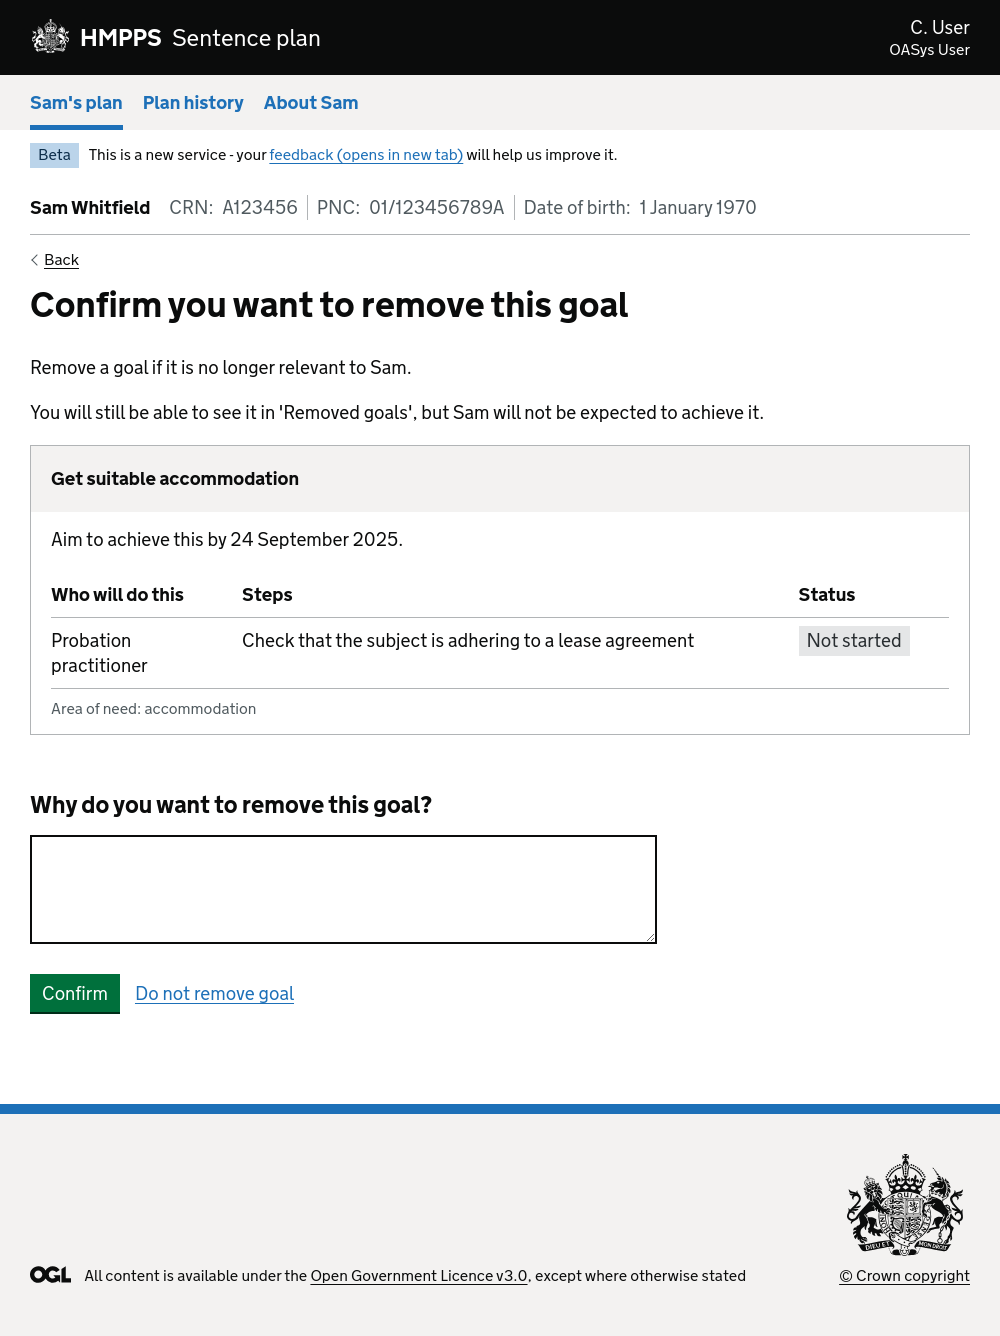 HMPPS Sentence plan
C. User
OASys User
Sam's plan Plan history About Sam
Beta This is a new service - your feedback (opens in new tab) will help us improve it.
Sam Whitfield CRN: A123456 PNC: 01/123456789A Date of birth: 1 January 1970
Back
Confirm you want to remove this goal
Remove a goal if it is no longer relevant to Sam.
You will still be able to see it in 'Removed goals', but Sam will not be expected to achieve it.
Get suitable accommodation
Aim to achieve this by 24 September 2025.
Who will do this Steps Status
Probation practitioner Check that the subject is adhering to a lease agreement Not started
Area of need: accommodation
Why do you want to remove this goal?
Confirm Do not remove goal
DIEU ET MON DROIT
OGL All content is available under the Open Government Licence v3.0, except where otherwise stated
© Crown copyright